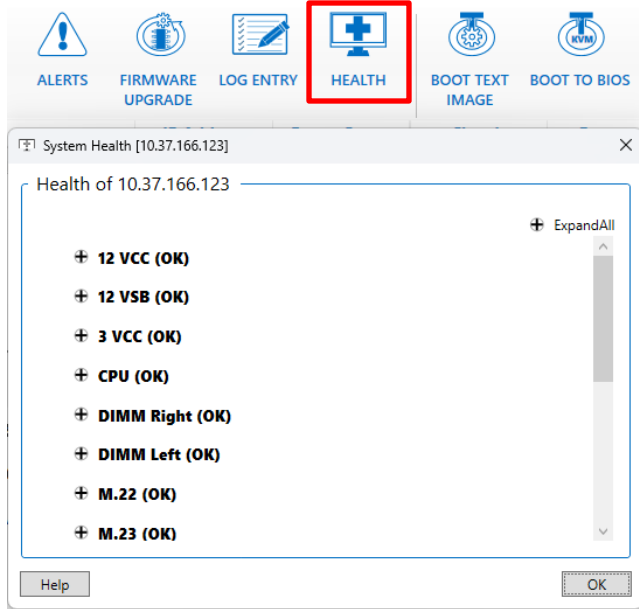 ALERTS
FIRMWARE
UPGRADE
LOG ENTRY
HEALTH
BOOT TEXT
IMAGE
KVM
BOOT TO BIOS
System Health [10.37.166.123]
Health of 10.37.166.123
ExpandAll
12 VCC (OK)
12 VSB (OK)
3 VCC (OK)
CPU (OK)
DIMM Right (OK)
DIMM Left (OK)
M.22 (OK)
M.23 (OK)
Help
OK